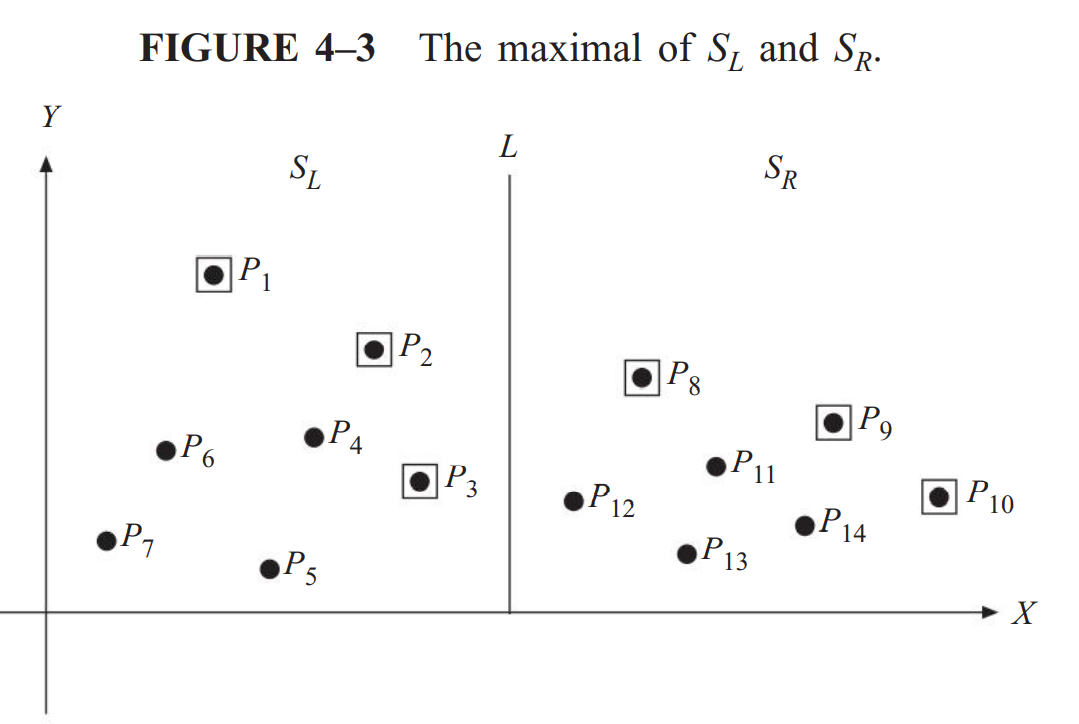 FIGURE 4–3 The maximal of S_L and S_R.
Y
L
S_L
S_R
P_1
P_2
P_8
P_9
P_4
P_6
P_11
P_3
P_10
P_12
P_14
P_7
P_13
P_5
X